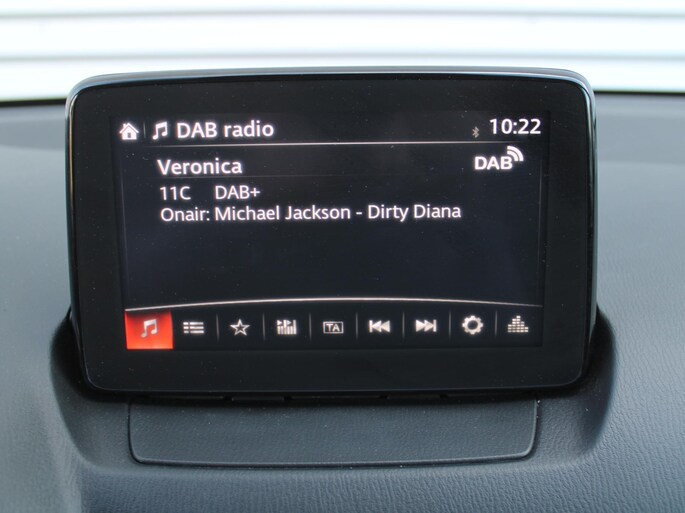 DAB radio 10:22
Veronica DAB
11C DAB+
Onair: Michael Jackson - Dirty Diana
TA